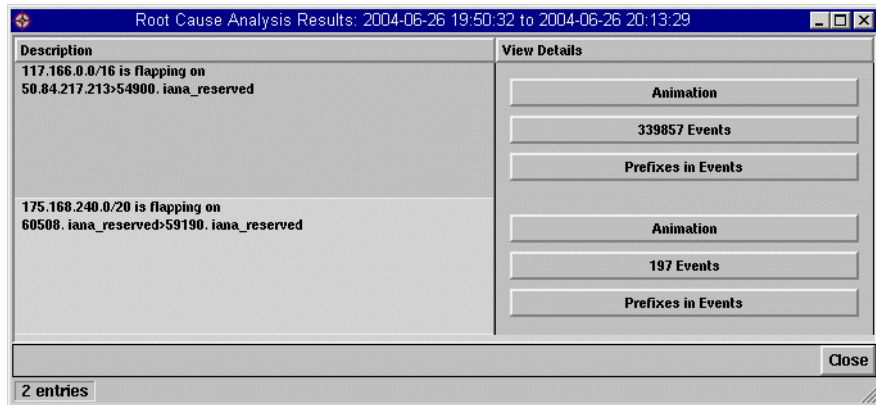 Root Cause Analysis Results: 2004-06-26 19:50:32 to 2004-06-26 20:13:29
Description
View Details
117.166.0.0/16 is flapping on
50.84.217.213>54900. iana_reserved
Animation
339857 Events
Prefixes in Events
175.168.240.0/20 is flapping on
60508. iana_reserved>59190. iana_reserved
Animation
197 Events
Prefixes in Events
Close
2 entries